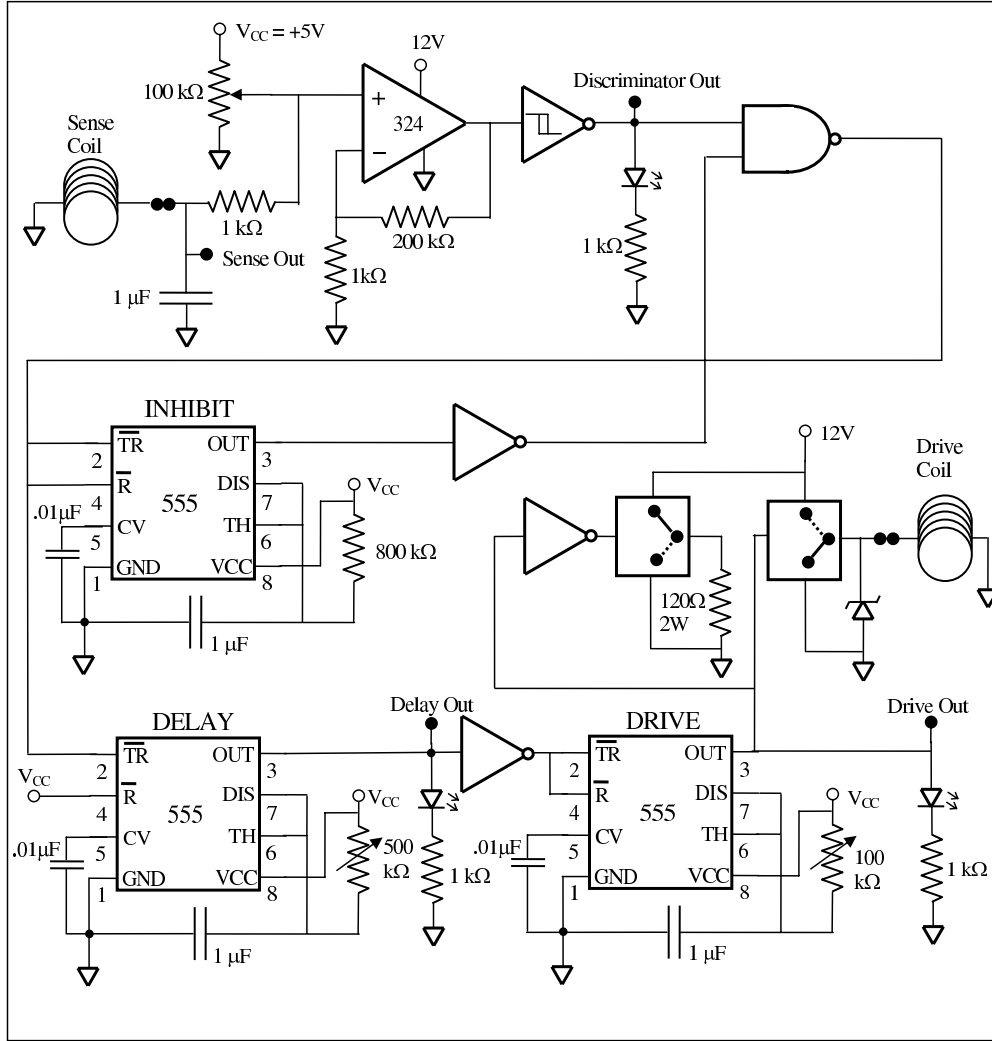 V_CC = +5V
12V
Discriminator Out
100 kΩ
+
324
−
Sense
Coil
1 kΩ
200 kΩ
Sense Out
1kΩ
1 kΩ
1 µF
INHIBIT
TR
OUT
2
3
R
DIS
4
555
7
.01µF
CV
TH
5
6
GND
VCC
1
8
V_CC
800 kΩ
1 µF
12V
Drive
Coil
120Ω
2W
Delay Out
Drive Out
DELAY
TR
OUT
2
3
V_CC
R
DIS
4
555
7
CV
TH
.01µF
5
6
GND
VCC
1
8
V_CC
500
kΩ
1 kΩ
1 µF
DRIVE
TR
OUT
2
3
R
DIS
4
555
7
CV
TH
.01µF
5
6
GND
VCC
1
8
V_CC
100
kΩ
1 kΩ
1 µF